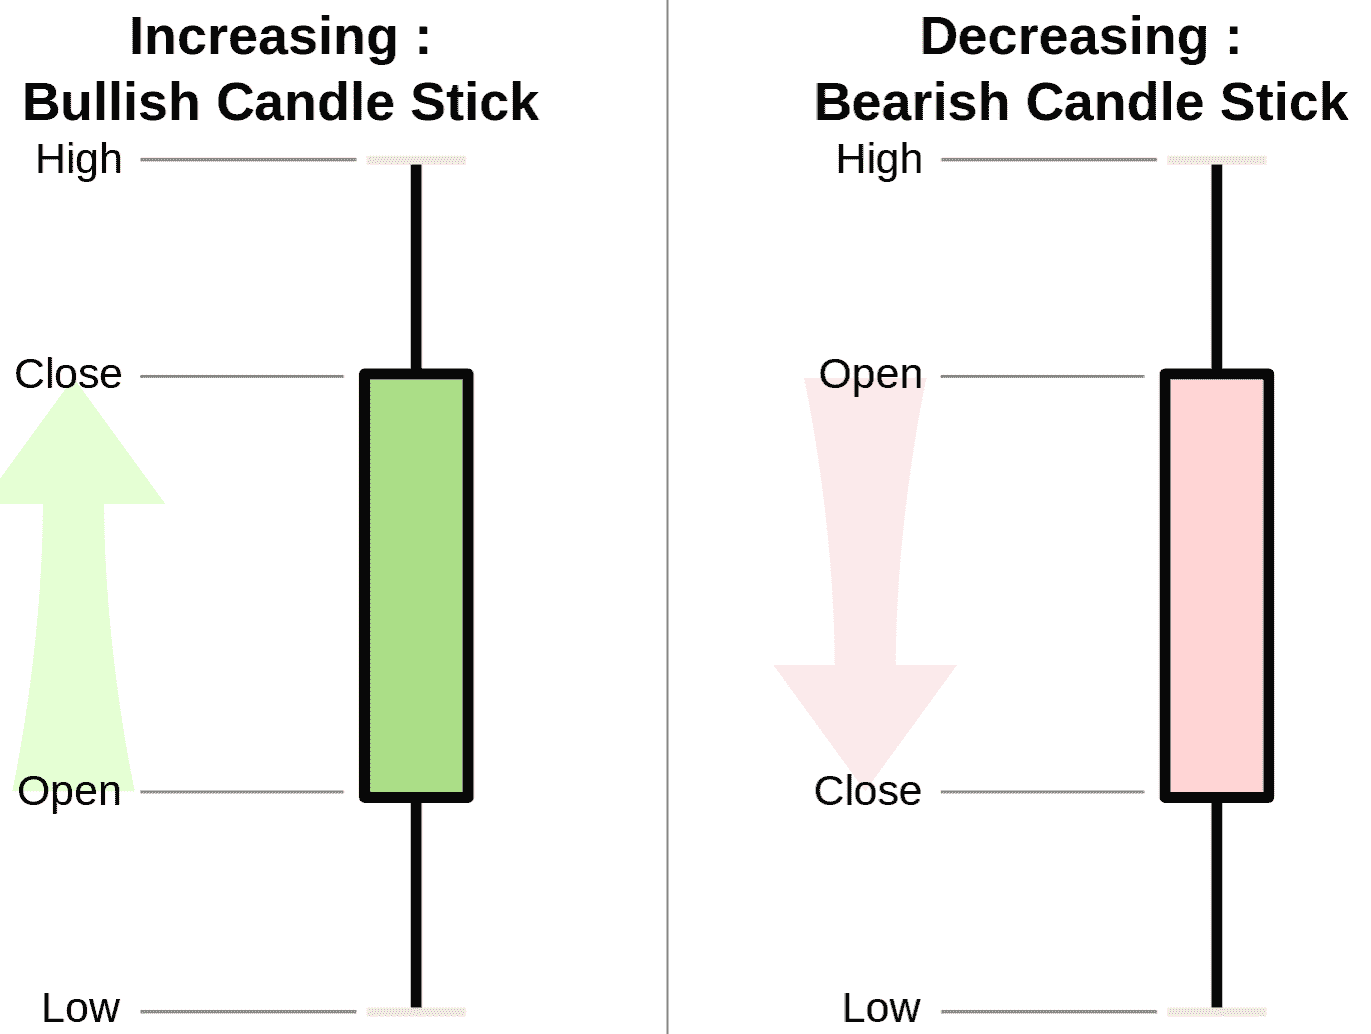 Increasing :
Bullish Candle Stick
High
Close
Open
Low
Decreasing :
Bearish Candle Stick
High
Open
Close
Low